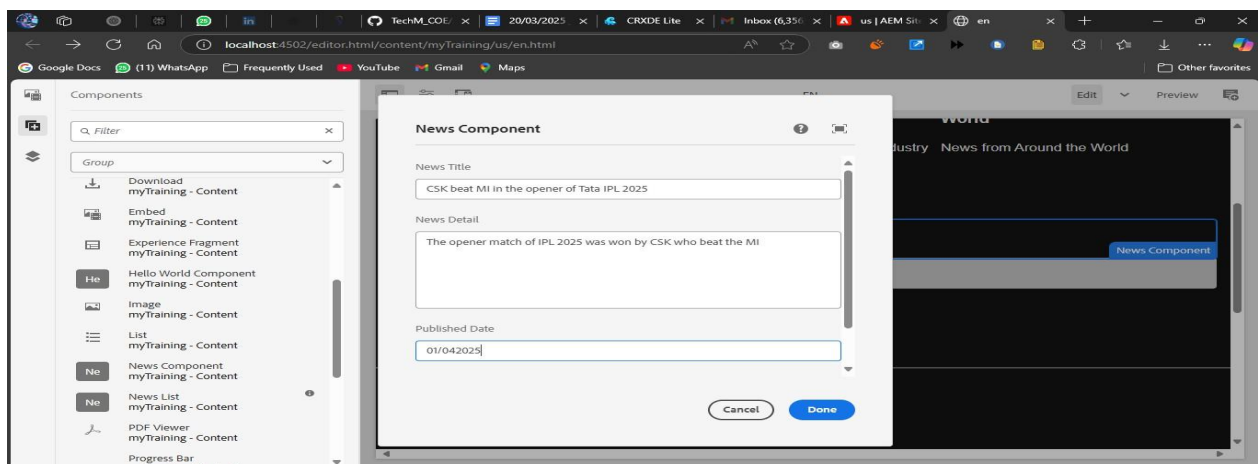 TechM_COE/
20/03/2025
CRXDE Lite
Inbox (6,356
us | AEM Site
en
localhost:4502/editor.html/content/myTraining/us/en.html
Google Docs
(11) WhatsApp
Frequently Used
YouTube
Gmail
Maps
Other favorites
Components
EN
Edit
Preview
Filter
Group
Download
myTraining - Content
Embed
myTraining - Content
Experience Fragment
myTraining - Content
He
Hello World Component
myTraining - Content
Image
myTraining - Content
List
myTraining - Content
Ne
News Component
myTraining - Content
Ne
News List
myTraining - Content
PDF Viewer
myTraining - Content
Progress Bar
News Component
News Title
CSK beat MI in the opener of Tata IPL 2025
News Detail
The opener match of IPL 2025 was won by CSK who beat the MI
Published Date
01/042025
Cancel
Done
World
dustry News from Around the World
News Component